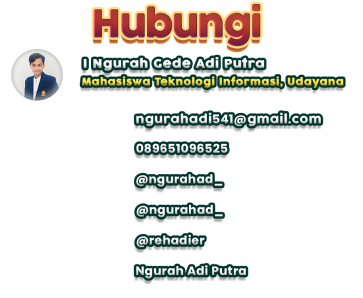 Hubungi
I Ngurah Gede Adi Putra
Mahasiswa Teknologi Informasi, Udayana
ngurahadi541@gmail.com
089651096525
@ngurahad_
@ngurahad_
@rehadier
Ngurah Adi Putra